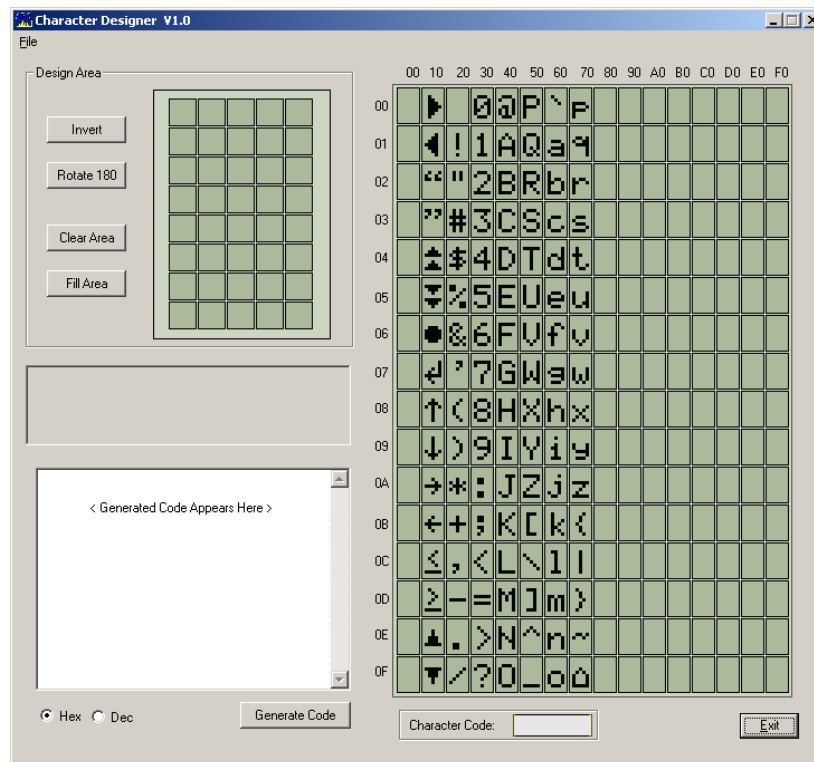 Character Designer V1.0
File
Design Area
Invert
Rotate 180
Clear Area
Fill Area
< Generated Code Appears Here >
Hex Dec
Generate Code
00 10 20 30 40 50 60 70 80 90 A0 B0 C0 D0 E0 F0
00 ▶ 0 @ P ` p
01 ◀ ! 1 A Q a q
02 “ " 2 B R b r
03 ” # 3 C S c s
04 $ 4 D T d t
05 % 5 E U e u
06 ● & 6 F V f v
07 ↵ ' 7 G W g w
08 ↑ ( 8 H X h x
09 ↓ ) 9 I Y i y
0A → * : J Z j z
0B ← + ; K [ k {
0C ≤ , < L \ l |
0D ≥ - = M ] m }
0E ▲ . > N ^ n ~
0F ▼ / ? O _ o ⌂
Character Code:
Exit